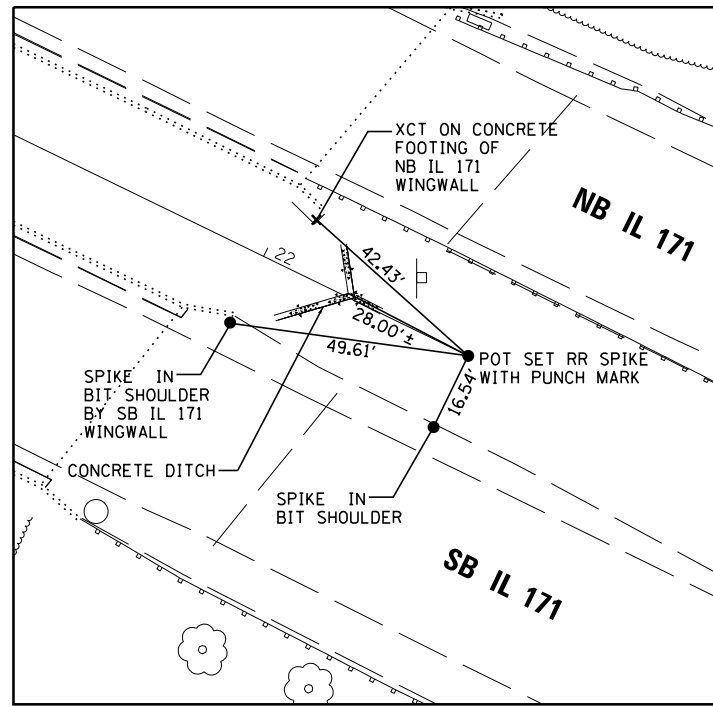 XCT ON CONCRETE
FOOTING OF
NB IL 171
WINGWALL
NB IL 171
42.43'
22
28.00'±
49.61'
POT SET RR SPIKE
WITH PUNCH MARK
16.54'
SPIKE IN
BIT SHOULDER
BY SB IL 171
WINGWALL
CONCRETE DITCH
SPIKE IN
BIT SHOULDER
SB IL 171